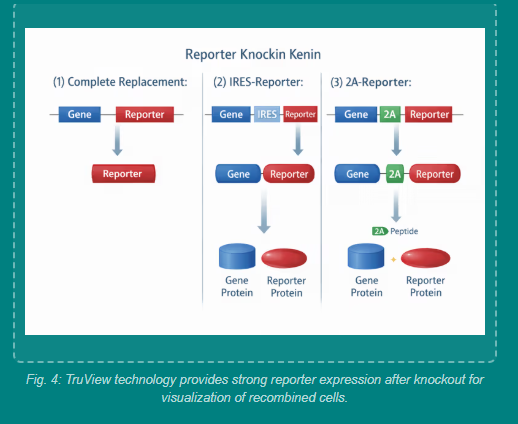 Reporter Knockin Kenin
(1) Complete Replacement:
Gene
Reporter
Reporter
(2) IRES-Reporter:
Gene
IRES
Reporter
Gene
Reporter
Gene
Protein
Reporter
Protein
(3) 2A-Reporter:
Gene
2A
Reporter
Gene
2A
Reporter
2A Peptide
Gene
Protein
Reporter
Protein
Fig. 4: TruView technology provides strong reporter expression after knockout for
visualization of recombined cells.